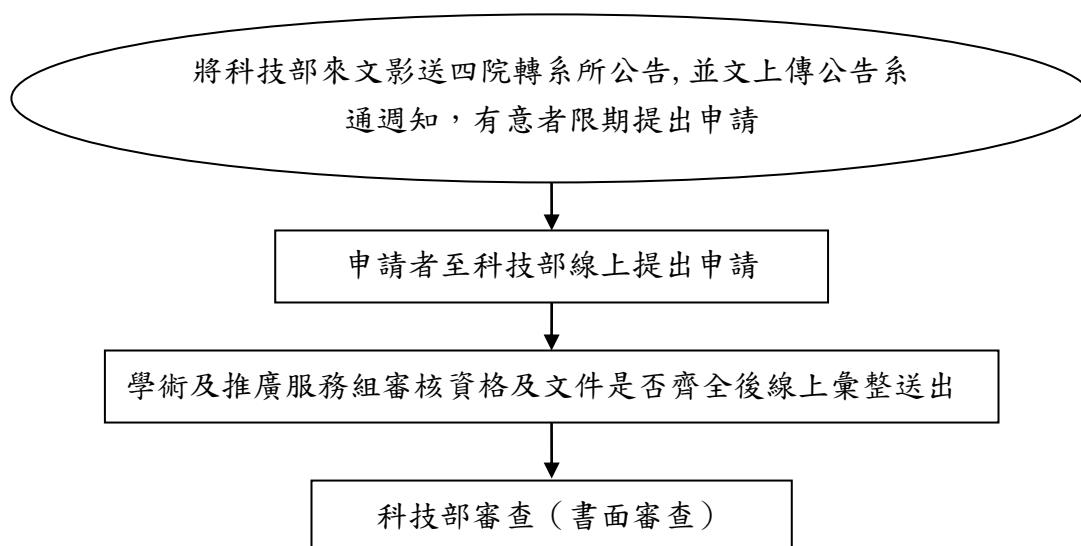 將科技部來文影送四院轉系所公告,並文上傳公告系
通週知，有意者限期提出申請
申請者至科技部線上提出申請
學術及推廣服務組審核資格及文件是否齊全後線上彙整送出
科技部審查（書面審查）